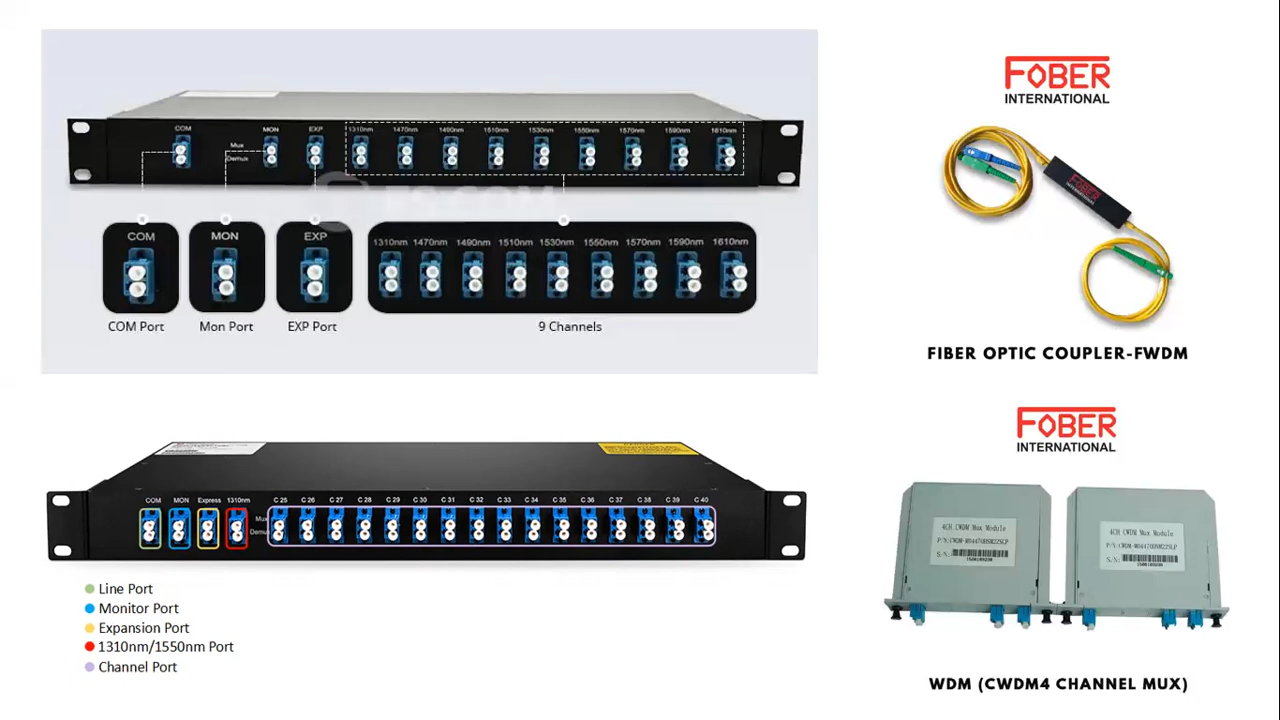 COM
MON
EXP
1310nm
1470nm
1490nm
1510nm
1530nm
1550nm
1570nm
1590nm
1610nm
Mux
Demux
COM
MON
EXP
1310nm 1470nm 1490nm 1510nm 1530nm 1550nm 1570nm 1590nm 1610nm
COM Port
Mon Port
EXP Port
9 Channels
FOBER
INTERNATIONAL
FOBER
INTERNATIONAL
FIBER OPTIC COUPLER-FWDM
COM MON Express 1310nm C 25 C 26 C 27 C 28 C 29 C 30 C 31 C 32 C 33 C 34 C 35 C 36 C 37 C 38 C 39 C 40
Mux
Demux
Line Port
Monitor Port
Expansion Port
1310nm/1550nm Port
Channel Port
FOBER
INTERNATIONAL
4CH CWDM Mux Module
S/N:
4CH CWDM Mux Module
S/N:
WDM (CWDM4 CHANNEL MUX)